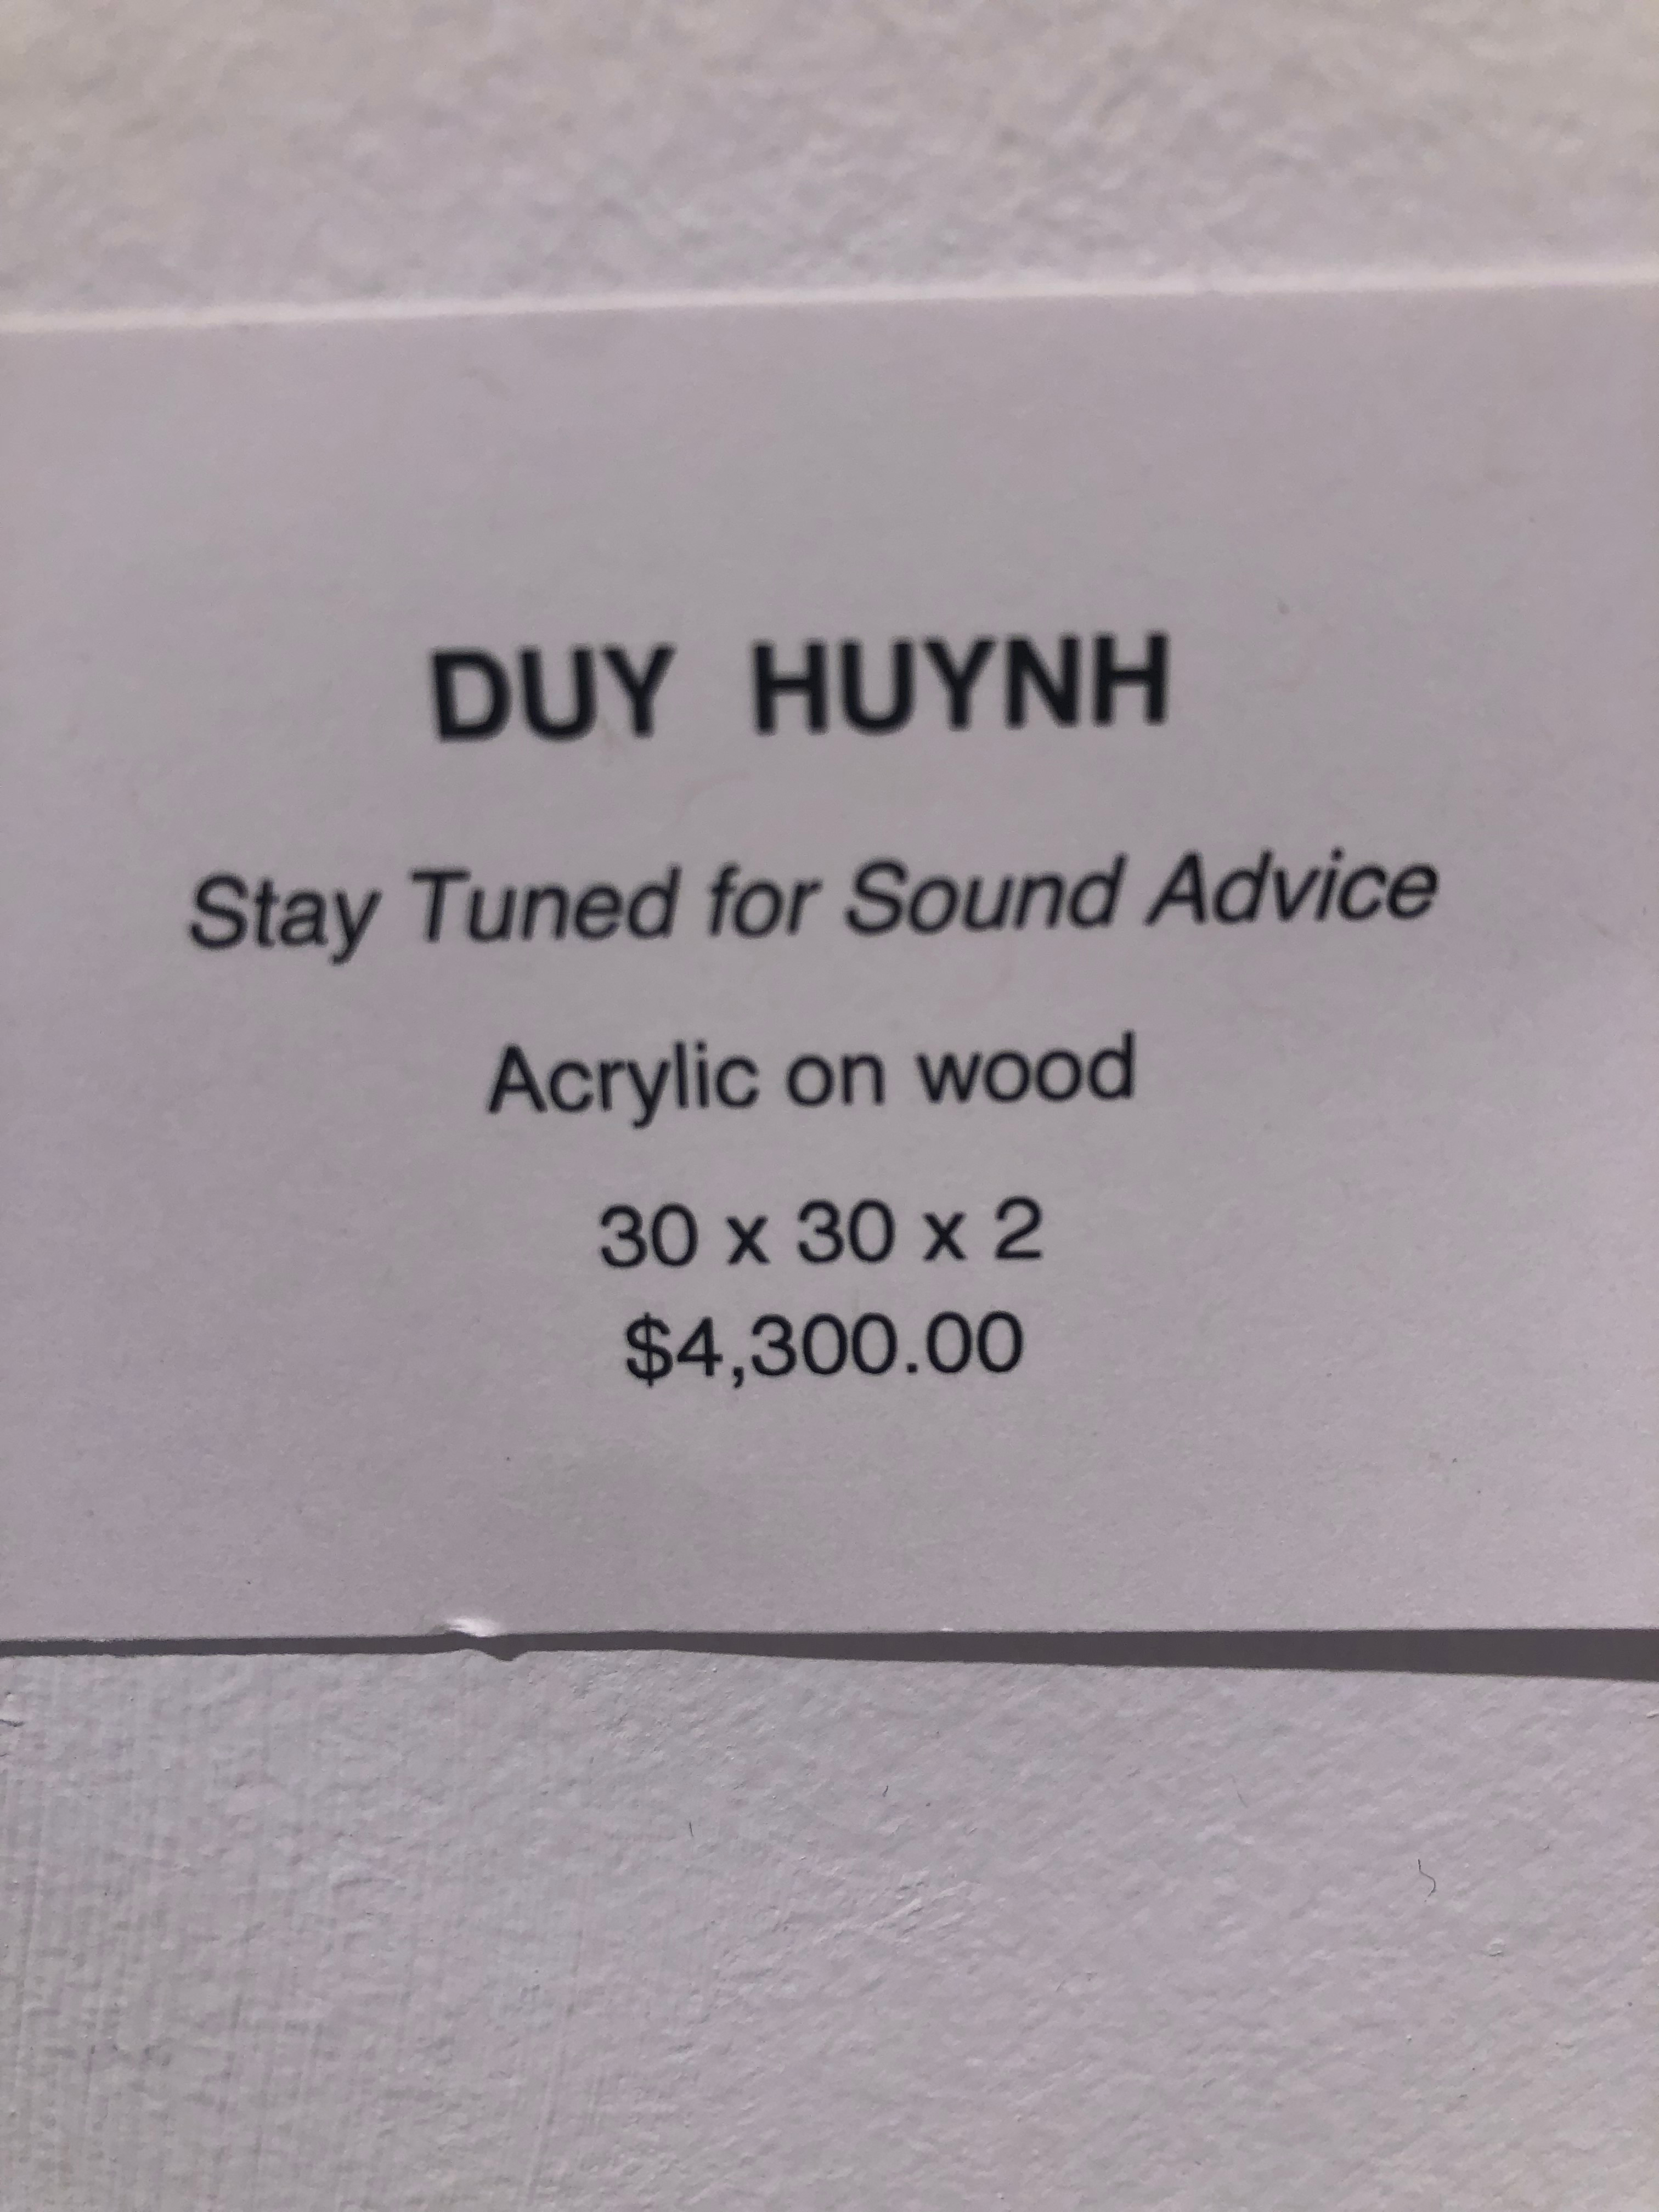 DUY HUYNH
Stay Tuned for Sound Advice
Acrylic on wood
30 x 30 x 2
$4,300.00